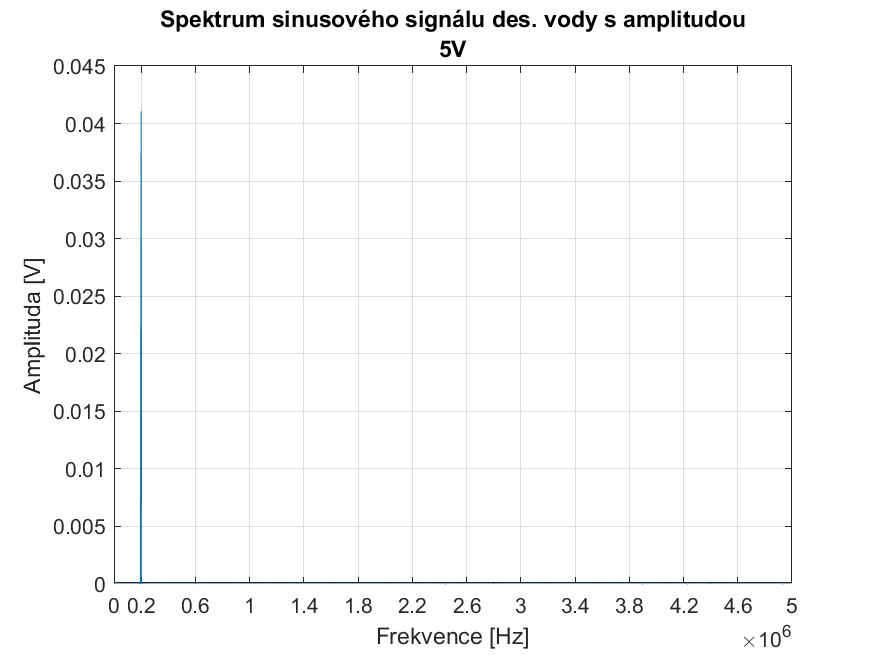 Spektrum sinusového signálu des. vody s amplitudou
5V
0.045
0.04
0.035
0.03
0.025
0.02
0.015
0.01
0.005
0
Amplituda [V]
0 0.2 0.6 1 1.4 1.8 2.2 2.6 3 3.4 3.8 4.2 4.6 5
Frekvence [Hz]
×10⁶